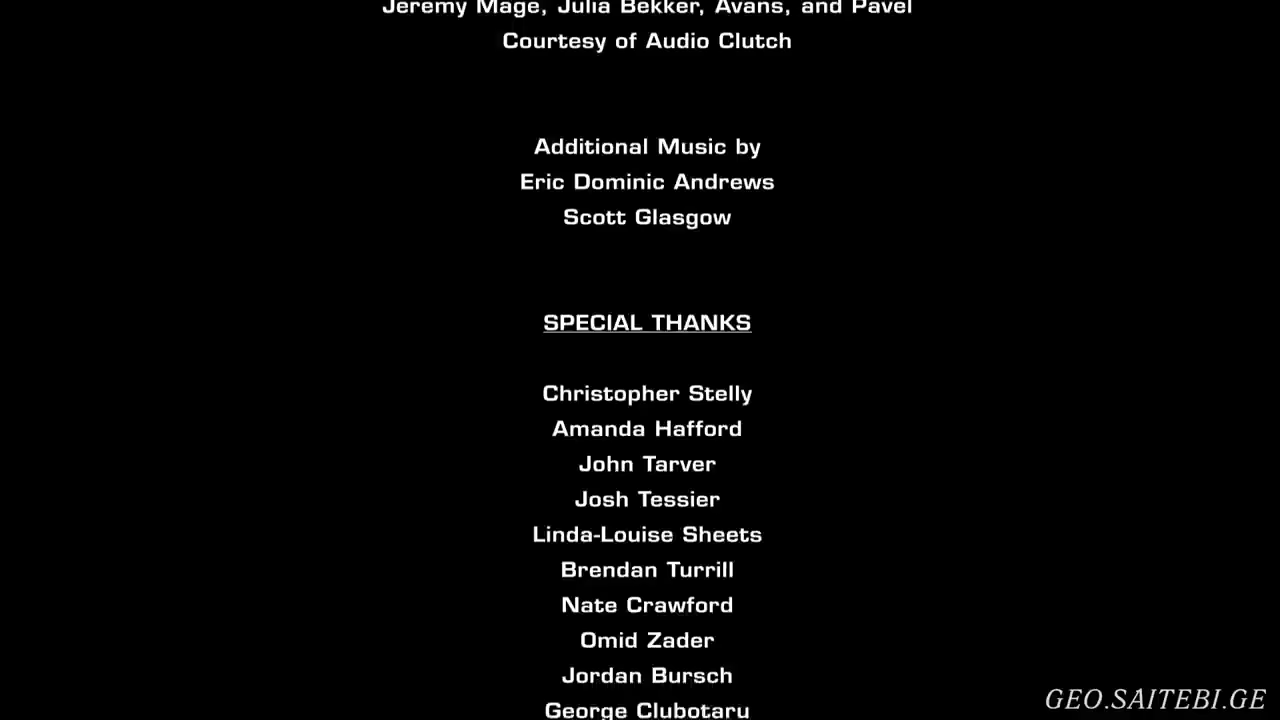 Jeremy Mage, Julia Bekker, Avans, and Pavel
Courtesy of Audio Clutch
Additional Music by
Eric Dominic Andrews
Scott Glasgow
SPECIAL THANKS
Christopher Stelly
Amanda Hafford
John Tarver
Josh Tessier
Linda-Louise Sheets
Brendan Turrill
Nate Crawford
Omid Zader
Jordan Bursch
George Clubotaru
GEO.SAITEBI.GE